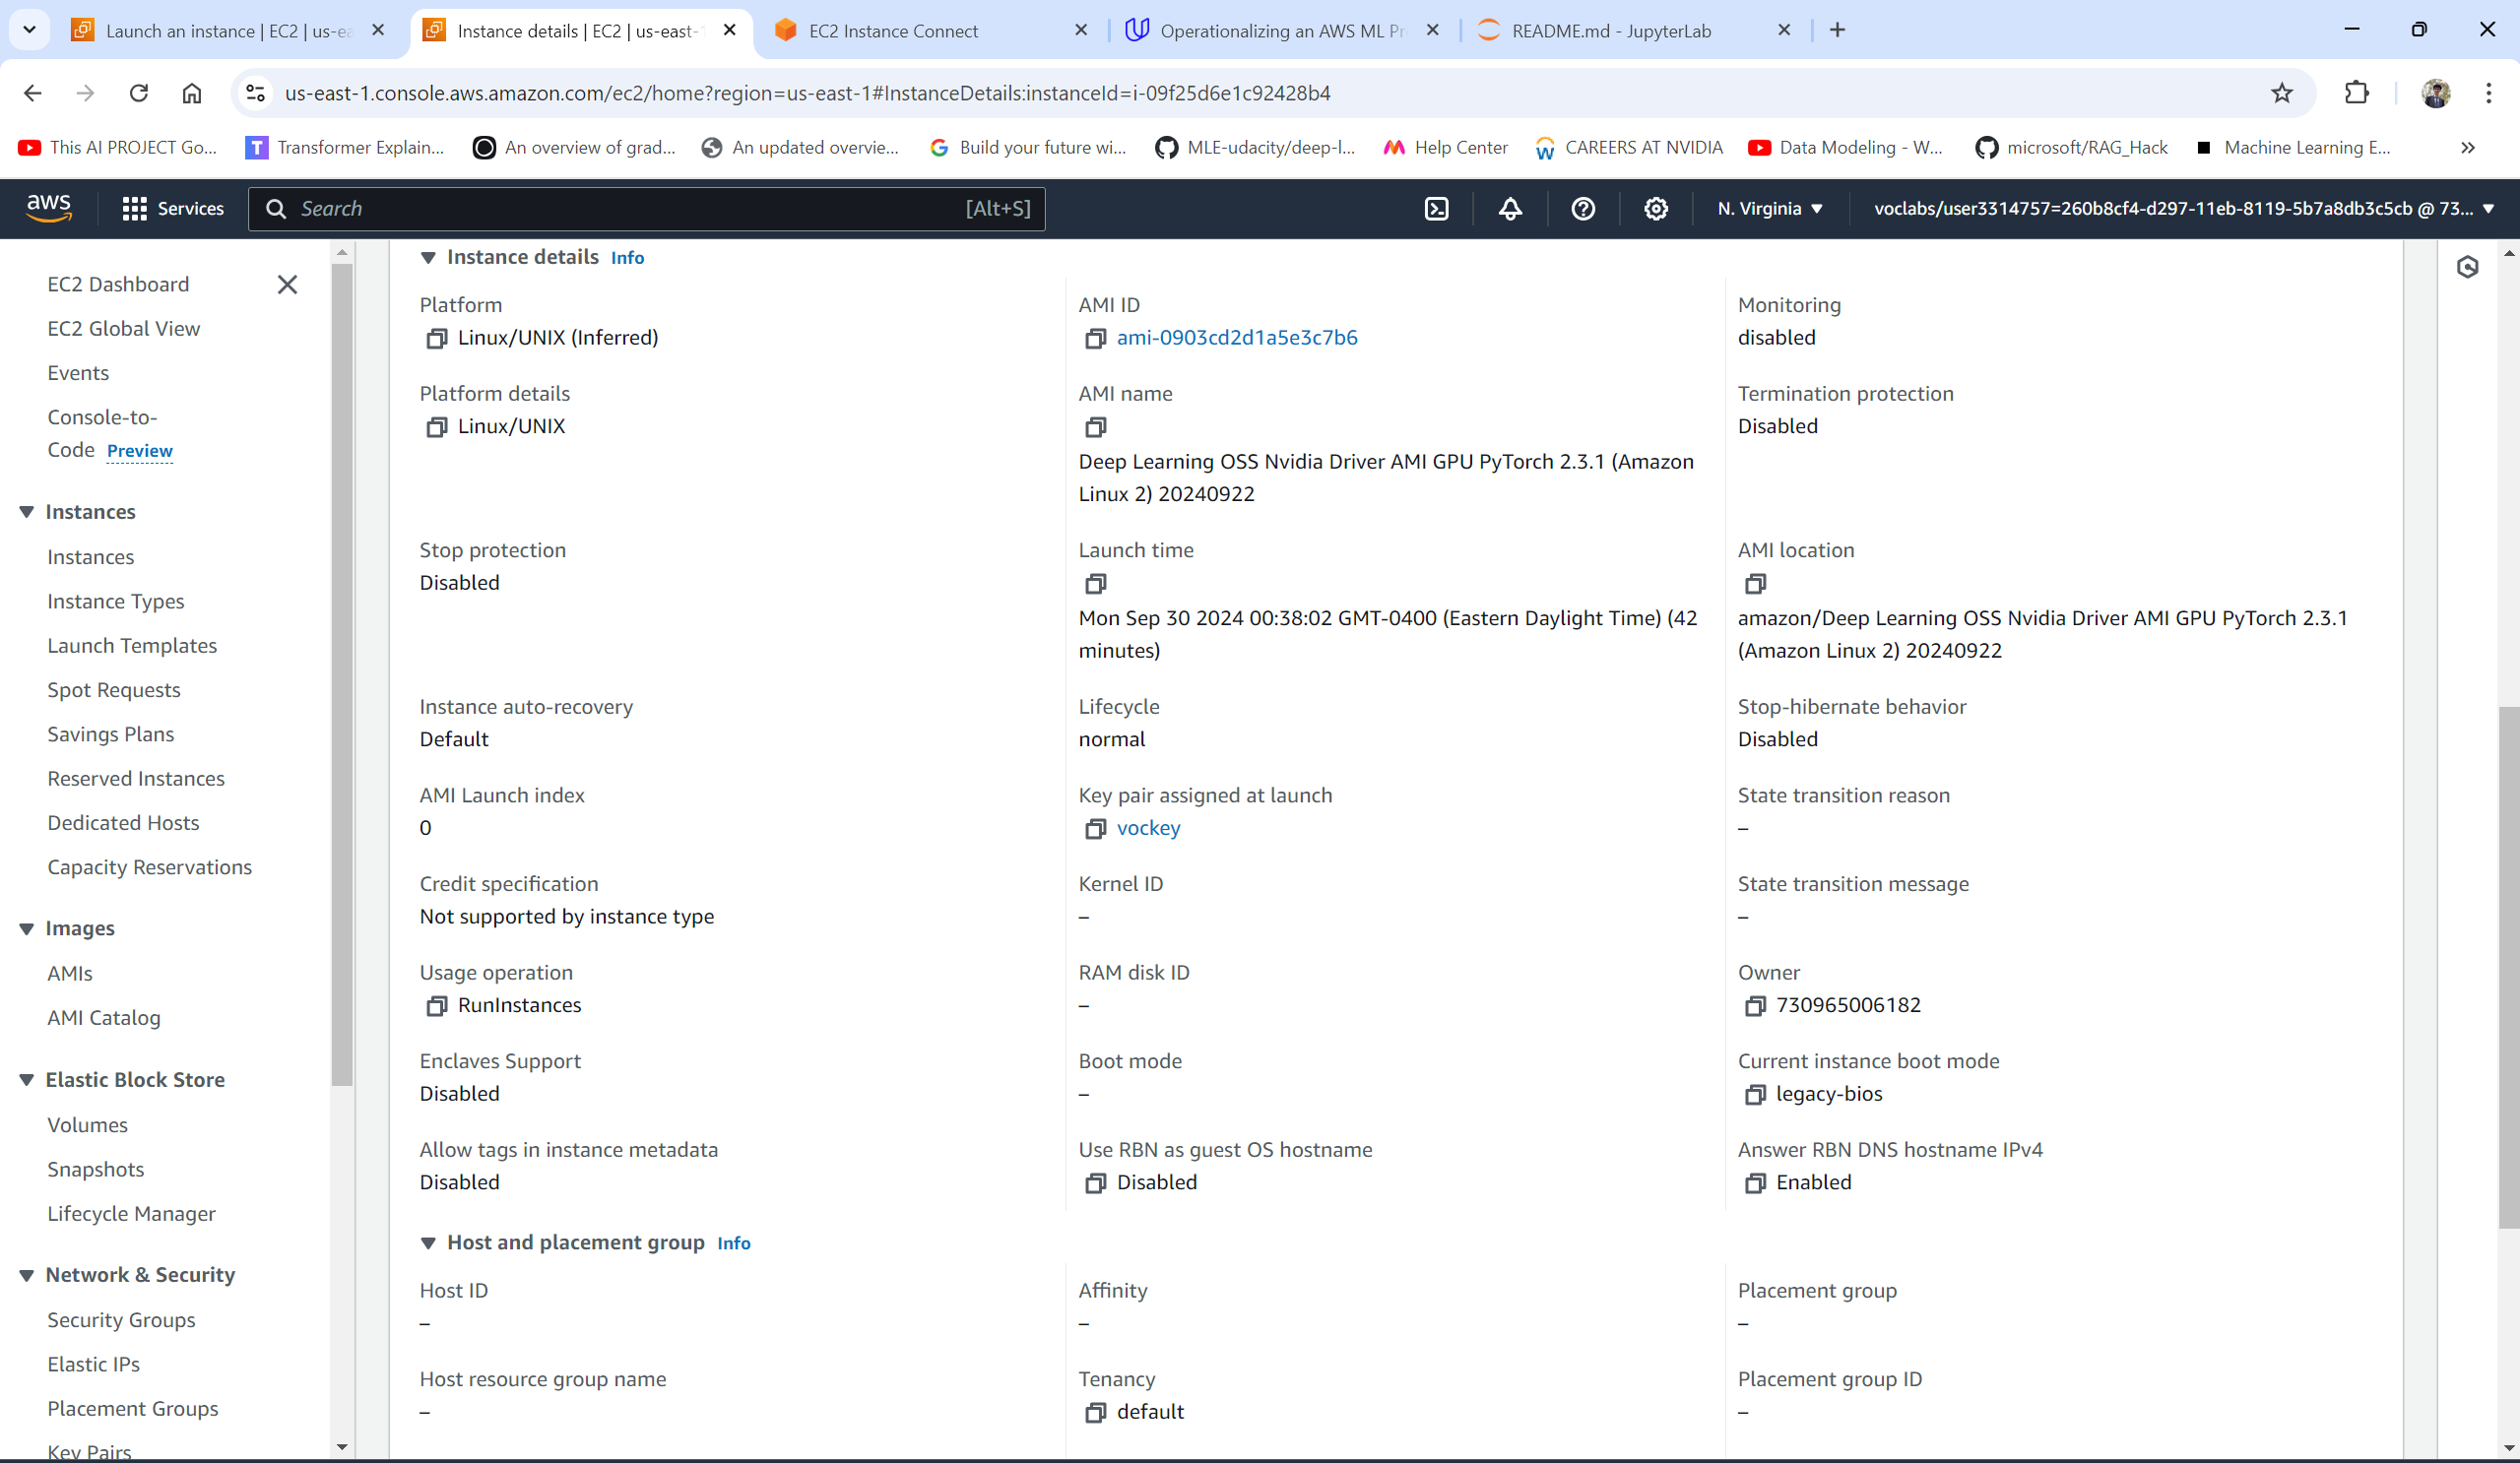 Launch an instance | EC2 | us-ea
Instance details | EC2 | us-east-1
EC2 Instance Connect
Operationalizing an AWS ML Pr
README.md - JupyterLab
us-east-1.console.aws.amazon.com/ec2/home?region=us-east-1#InstanceDetails:instanceId=i-09f25d6e1c92428b4
This AI PROJECT Go...
T
Transformer Explain...
An overview of grad...
An updated overvie...
Build your future wi...
MLE-udacity/deep-l...
Help Center
CAREERS AT NVIDIA
Data Modeling - W...
microsoft/RAG_Hack
Machine Learning E...
aws
Services
Search
[Alt+S]
N. Virginia
voclabs/user3314757=260b8cf4-d297-11eb-8119-5b7a8db3c5cb @ 73...
EC2 Dashboard
EC2 Global View
Events
Console-to-
Code Preview
Instances
Instances
Instance Types
Launch Templates
Spot Requests
Savings Plans
Reserved Instances
Dedicated Hosts
Capacity Reservations
Images
AMIs
AMI Catalog
Elastic Block Store
Volumes
Snapshots
Lifecycle Manager
Network & Security
Security Groups
Elastic IPs
Placement Groups
Key Pairs
Instance details Info
Platform
Linux/UNIX (Inferred)
AMI ID
ami-0903cd2d1a5e3c7b6
Monitoring
disabled
Platform details
Linux/UNIX
AMI name
Deep Learning OSS Nvidia Driver AMI GPU PyTorch 2.3.1 (Amazon
Linux 2) 20240922
Termination protection
Disabled
Stop protection
Disabled
Launch time
Mon Sep 30 2024 00:38:02 GMT-0400 (Eastern Daylight Time) (42
minutes)
AMI location
amazon/Deep Learning OSS Nvidia Driver AMI GPU PyTorch 2.3.1
(Amazon Linux 2) 20240922
Instance auto-recovery
Default
Lifecycle
normal
Stop-hibernate behavior
Disabled
AMI Launch index
0
Key pair assigned at launch
vockey
State transition reason
–
Credit specification
Not supported by instance type
Kernel ID
–
State transition message
–
Usage operation
RunInstances
RAM disk ID
–
Owner
730965006182
Enclaves Support
Disabled
Boot mode
–
Current instance boot mode
legacy-bios
Allow tags in instance metadata
Disabled
Use RBN as guest OS hostname
Disabled
Answer RBN DNS hostname IPv4
Enabled
Host and placement group Info
Host ID
–
Affinity
–
Placement group
–
Host resource group name
–
Tenancy
default
Placement group ID
–